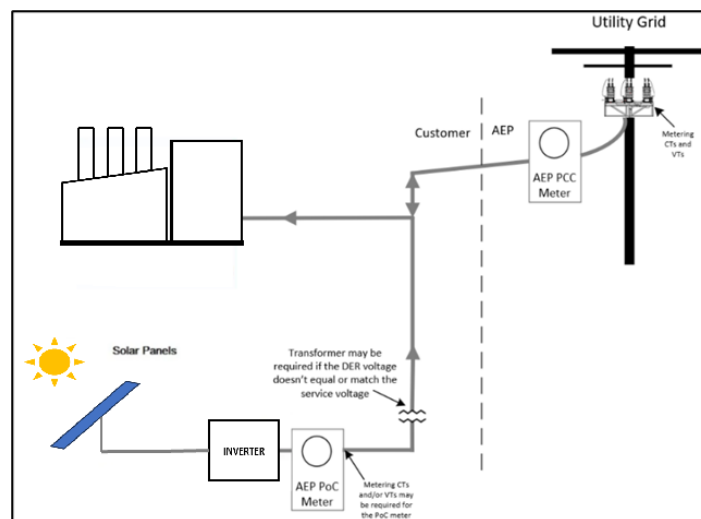 Utility Grid
Metering
CTs and
VTs
Customer
AEP
AEP PCC
Meter
Solar Panels
Transformer may be
required if the DER voltage
doesn't equal or match the
service voltage
INVERTER
AEP PoC
Meter
Metering CTs
and/or VTs may
be required for
the PoC meter